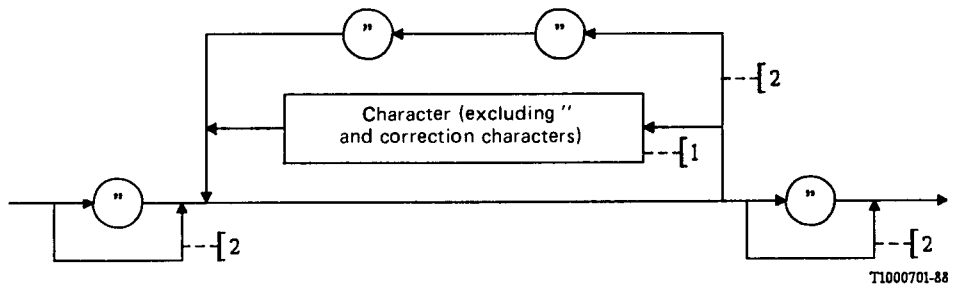 " "
[2
Character (excluding "
and correction characters)
[1
" "
[2 [2
T1000701-88